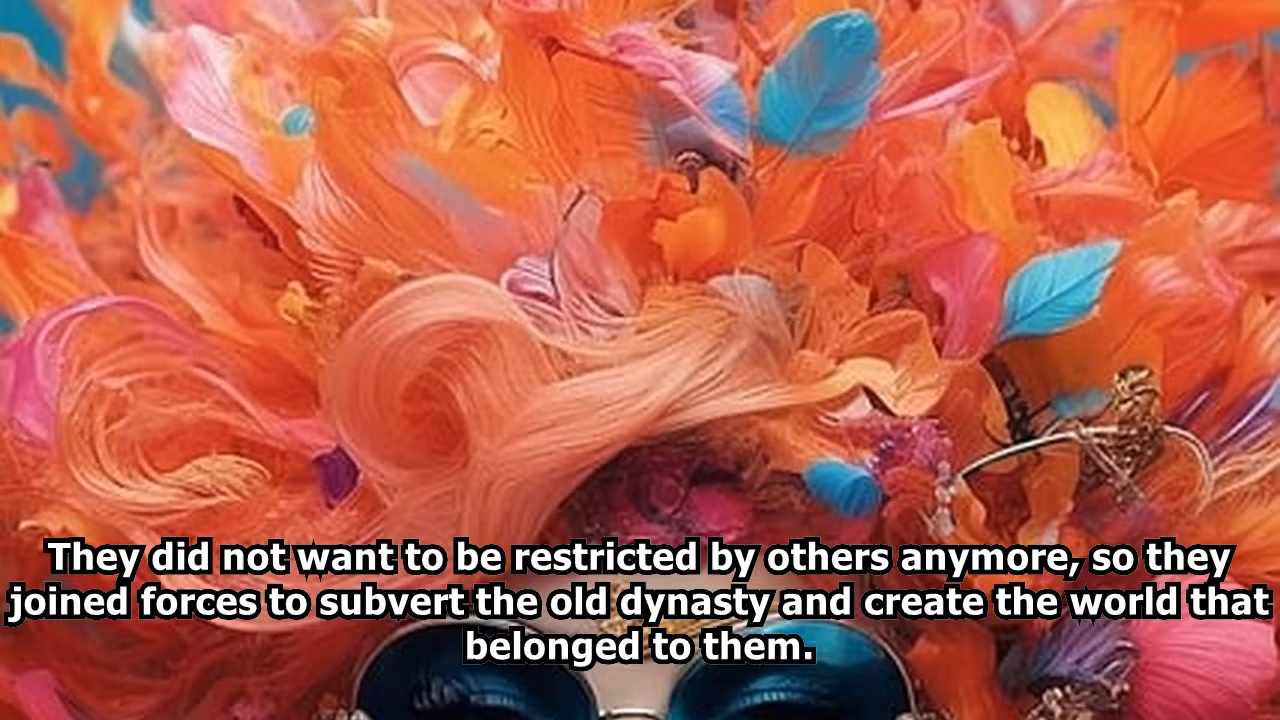 They did not want to be restricted by others anymore, so they
joined forces to subvert the old dynasty and create the world that
belonged to them.